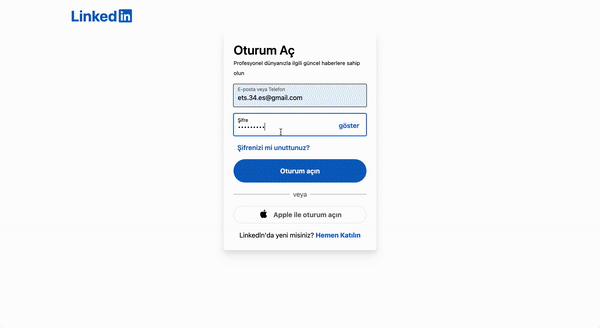 LinkedIn
Oturum Aç
Profesyonel dünyanızla ilgili güncel haberlere sahip
olun
E-posta veya Telefon
ets.34.es@gmail.com
Şifre
•••••••••
göster
Şifrenizi mi unuttunuz?
Oturum açın
veya
Apple ile oturum açın
LinkedIn'da yeni misiniz? Hemen Katılın